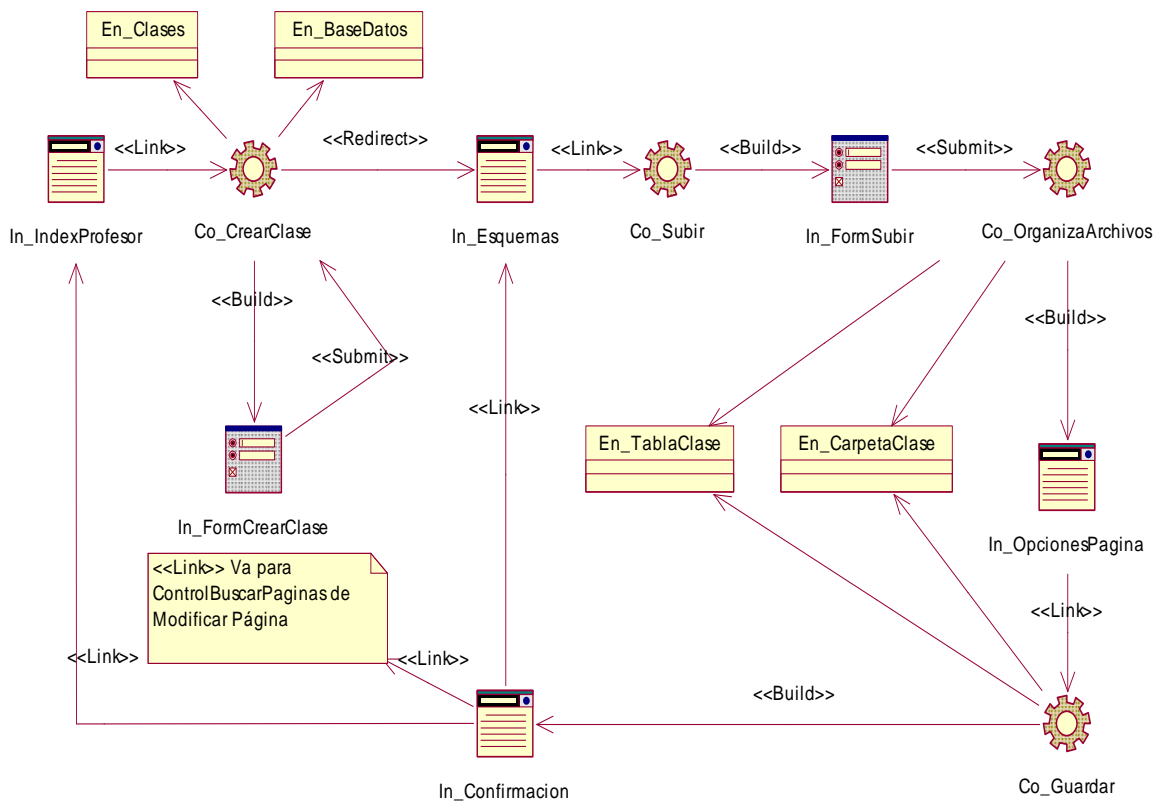 En_Clases
En_BaseDatos
<<Link>>
<<Redirect>>
<<Link>>
<<Build>>
<<Submit>>
In_IndexProfesor
Co_CrearClase
In_Esquemas
Co_Subir
In_FormSubir
Co_OrganizaArchivos
<<Build>>
<<Submit>>
<<Build>>
<<Link>>
En_TablaClase
En_CarpetaClase
In_FormCrearClase
In_OpcionesPagina
<<Link>> Va para
ControlBuscarPaginas de
Modificar Página
<<Link>>
<<Link>>
<<Link>>
<<Build>>
In_Confirmacion
Co_Guardar